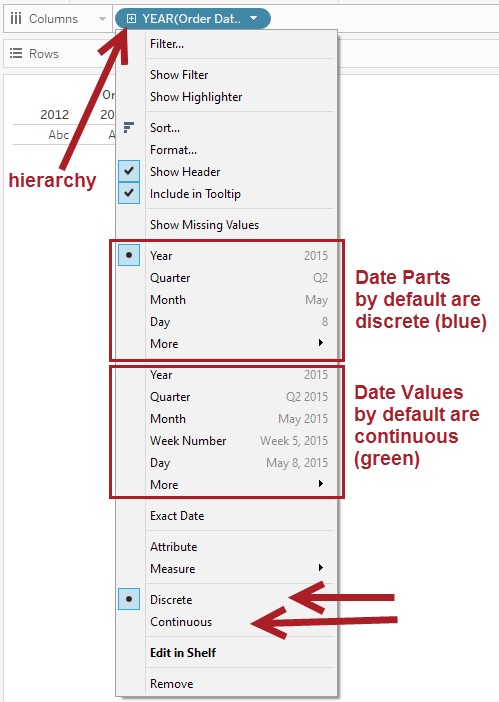 Columns
YEAR(Order Dat..
Rows
Filter...
Show Filter
Show Highlighter
2012
Abc
Sort...
Format...
Show Header
Include in Tooltip
hierarchy
Show Missing Values
Year 2015
Quarter Q2
Month May
Day 8
More
Date Parts
by default are
discrete (blue)
Year 2015
Quarter Q2 2015
Month May 2015
Week Number Week 5, 2015
Day May 8, 2015
More
Date Values
by default are
continuous
(green)
Exact Date
Attribute
Measure
Discrete
Continuous
Edit in Shelf
Remove